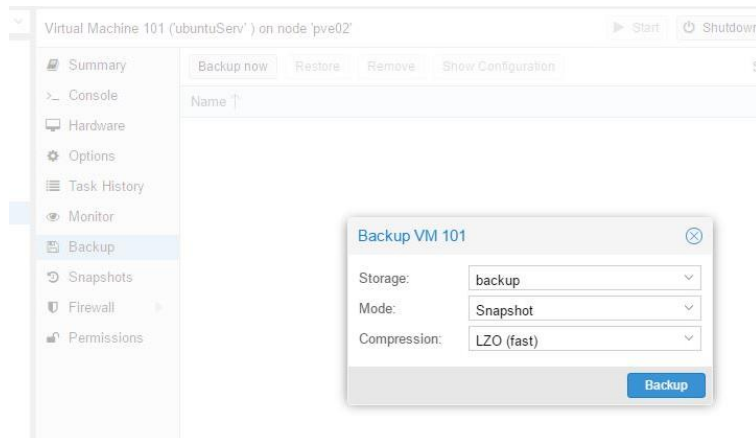 Virtual Machine 101 ('ubuntuServ' ) on node 'pve02'
Start
Shutdown
Summary
Console
Hardware
Options
Task History
Monitor
Backup
Snapshots
Firewall
Permissions
Backup now
Restore
Remove
Show Configuration
Name
Backup VM 101
Storage: backup
Mode: Snapshot
Compression: LZO (fast)
Backup